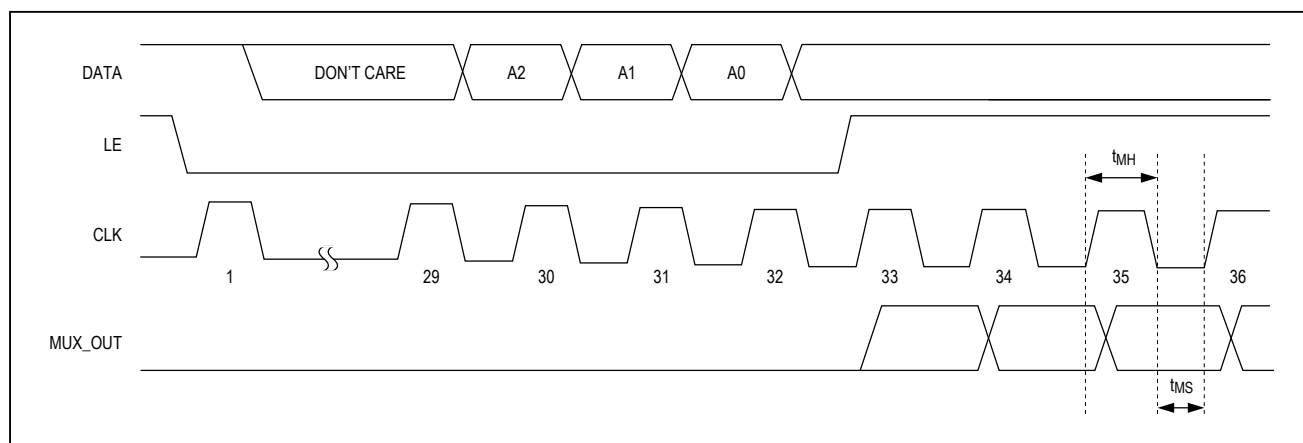 DATA
DON'T CARE
A2
A1
A0
LE
tMH
CLK
1
29
30
31
32
33
34
35
36
MUX_OUT
tMS